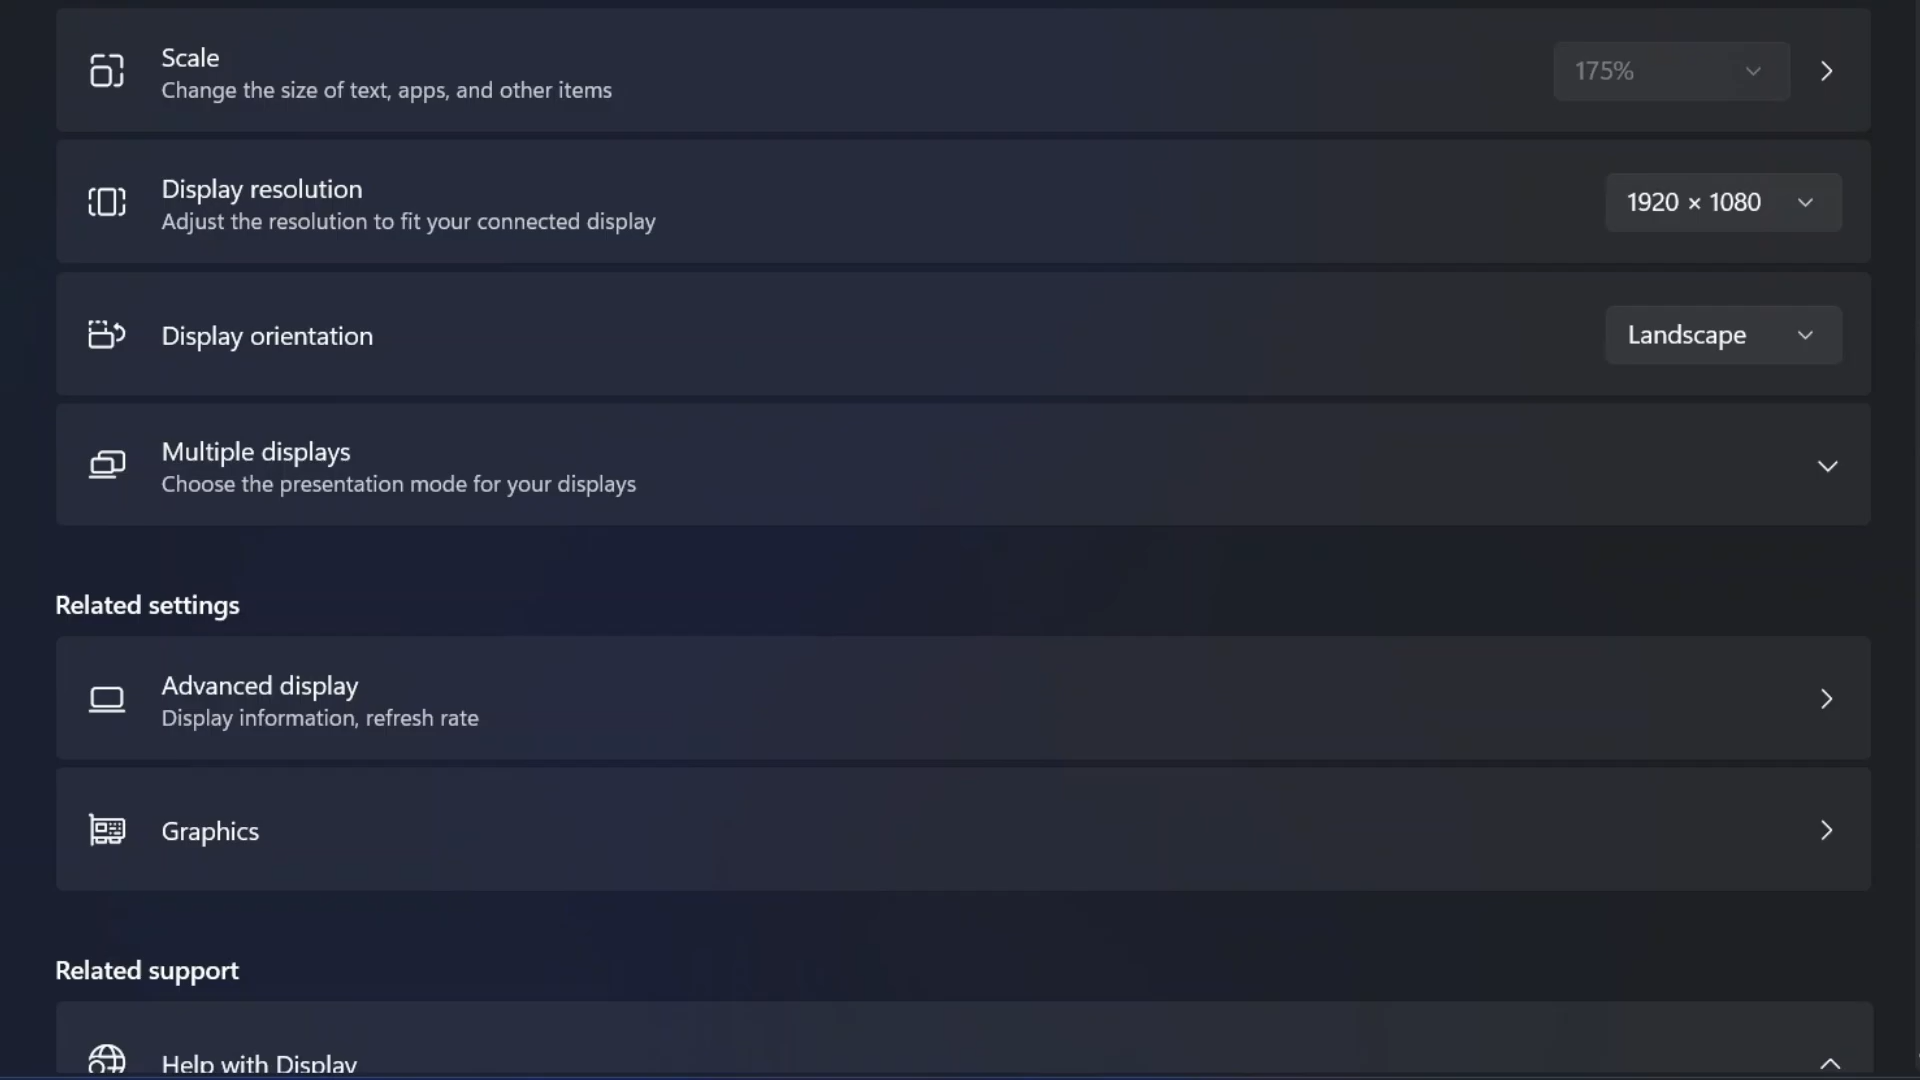 Scale
Change the size of text, apps, and other items
175%
Display resolution
Adjust the resolution to fit your connected display
1920 × 1080
Display orientation
Landscape
Multiple displays
Choose the presentation mode for your displays
Related settings
Advanced display
Display information, refresh rate
Graphics
Related support
Help with Display